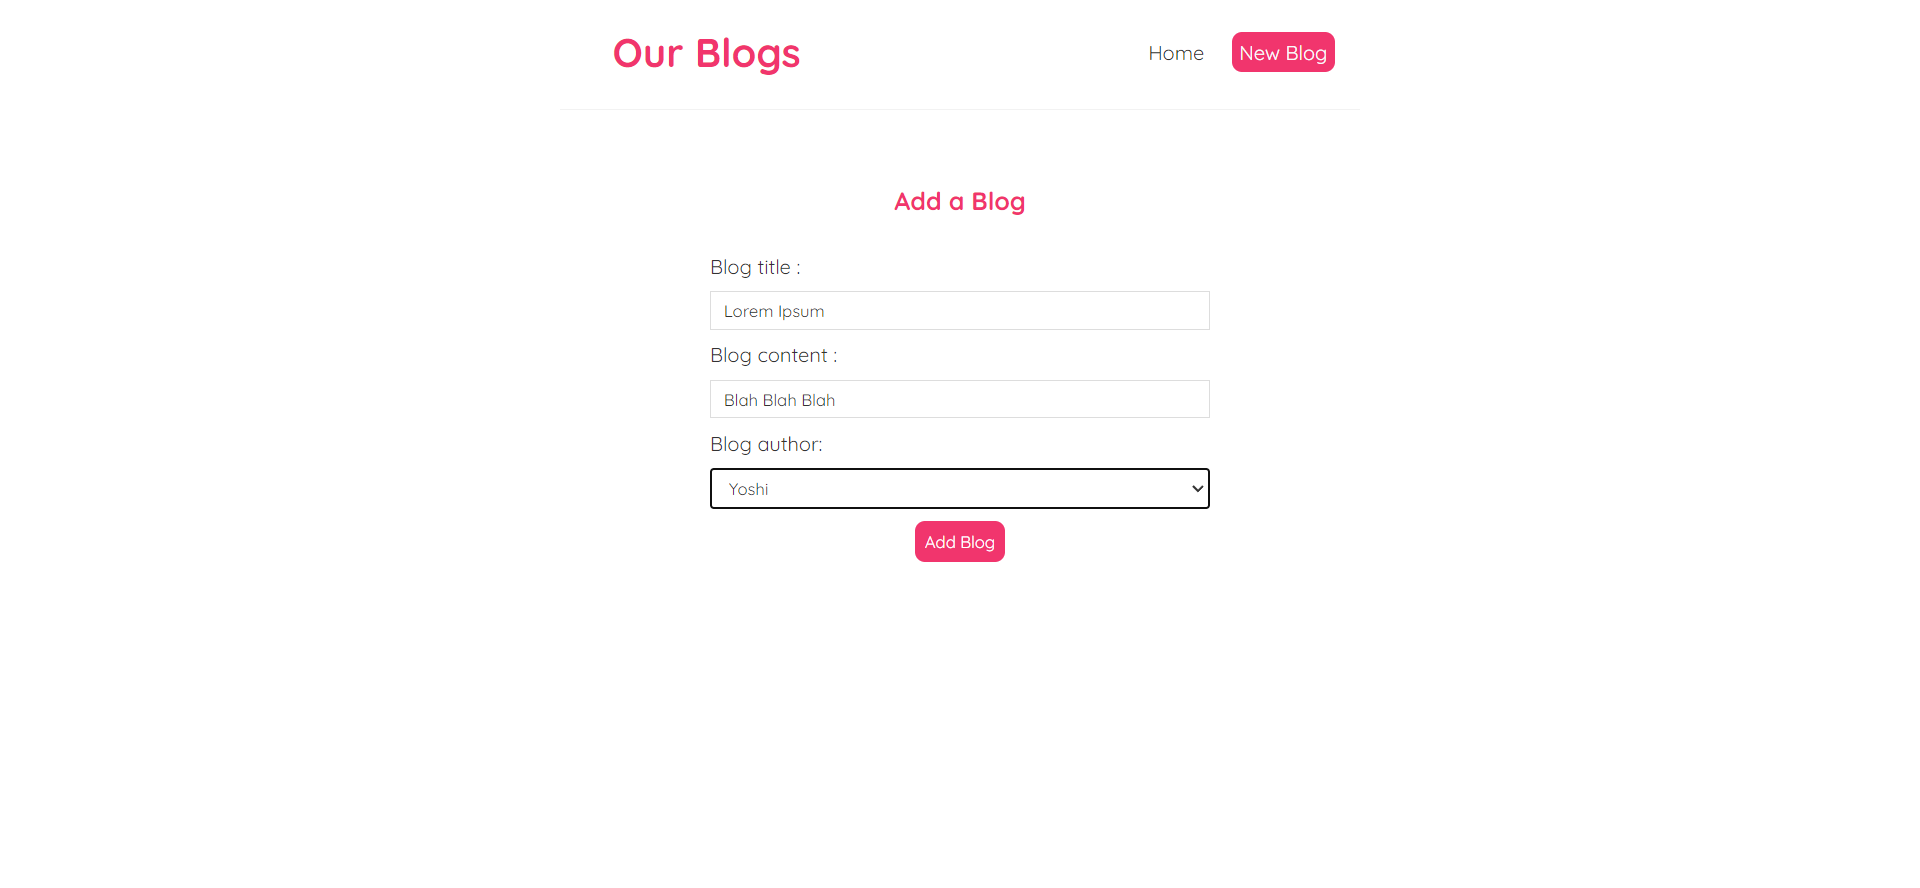 Our Blogs
Home
New Blog
Add a Blog
Blog title :
Lorem Ipsum
Blog content :
Blah Blah Blah
Blog author:
Yoshi
Add Blog